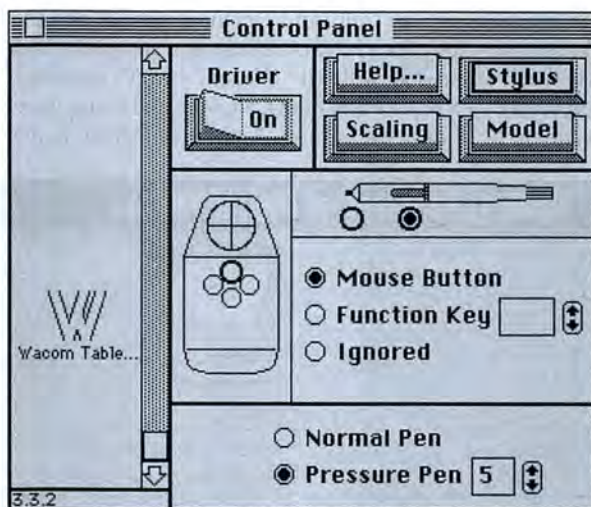 Control Panel
Driver
On
Help...
Stylus
Scaling
Model
Mouse Button
Function Key
Ignored
Wacom Table...
Normal Pen
Pressure Pen 5
3.3.2